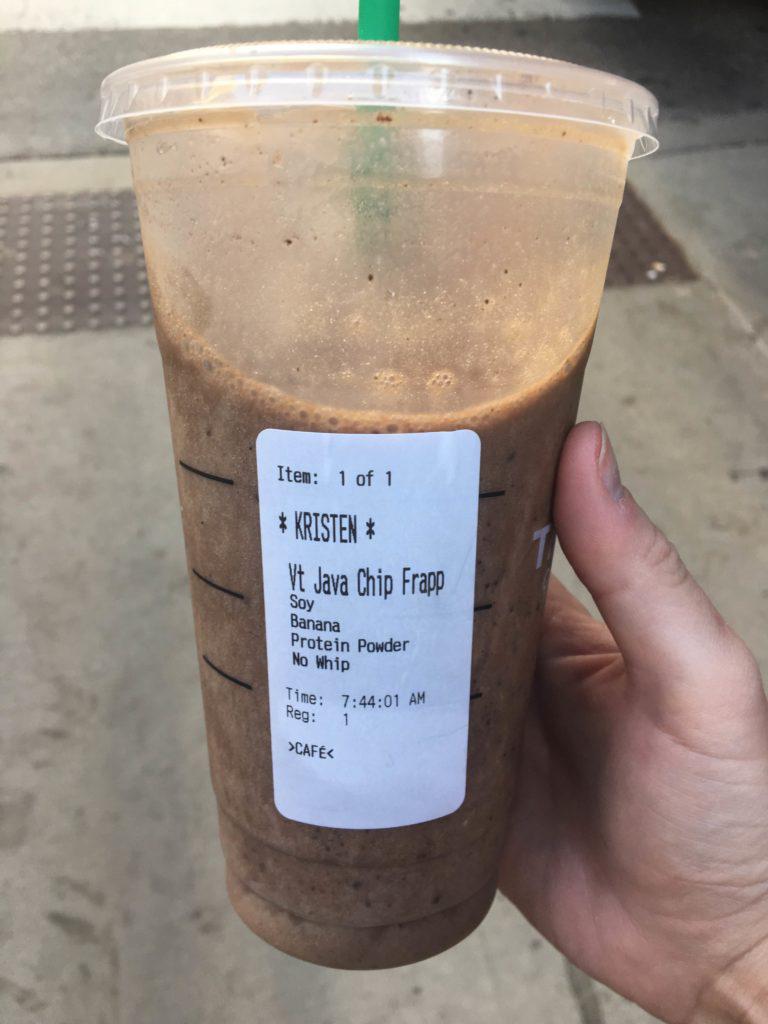 Item: 1 of 1
* KRISTEN *
Vt Java Chip Frapp
Soy
Banana
Protein Powder
No Whip
Time: 7:44:01 AM
Reg: 1
>CAFÉ<